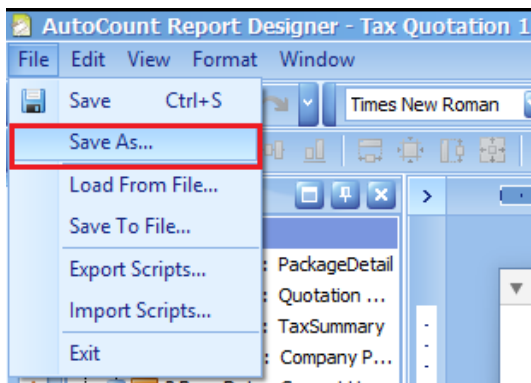 AutoCount Report Designer - Tax Quotation 1
File Edit View Format Window
Save Ctrl+S
Times New Roman
Save As...
Load From File...
Save To File...
Export Scripts...
: PackageDetail
Import Scripts...
: Quotation ...
: TaxSummary
Exit
: Company P...